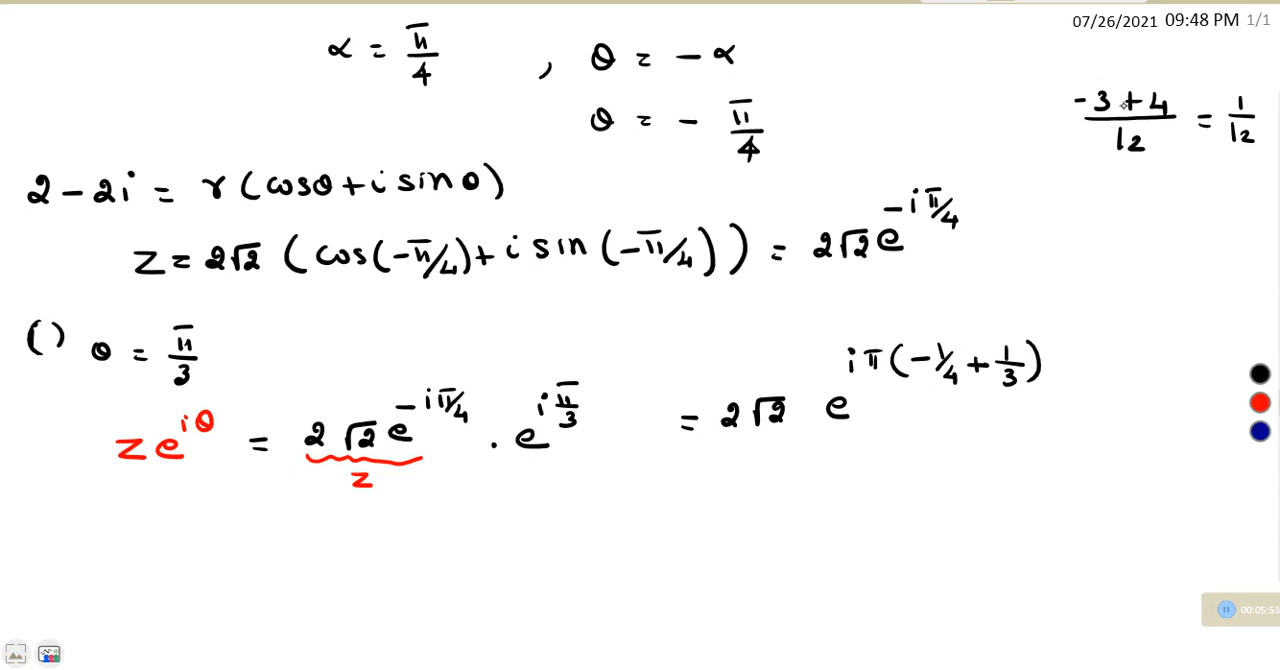 07/26/2021 09:48 PM 1/1
α = π/4 , θ = - α
θ = - π/4
(-3 + 4)/12 = 1/12
2 - 2i = r (cosθ + i sinθ)
z = 2√2 (cos(-π/4) + i sin(-π/4)) = 2√2 e^(-iπ/4)
() θ = π/3
z e^(iθ) = 2√2 e^(-iπ/4) . e^(iπ/3) = 2√2 e^(iπ(-1/4 + 1/3))
z
00:05:53